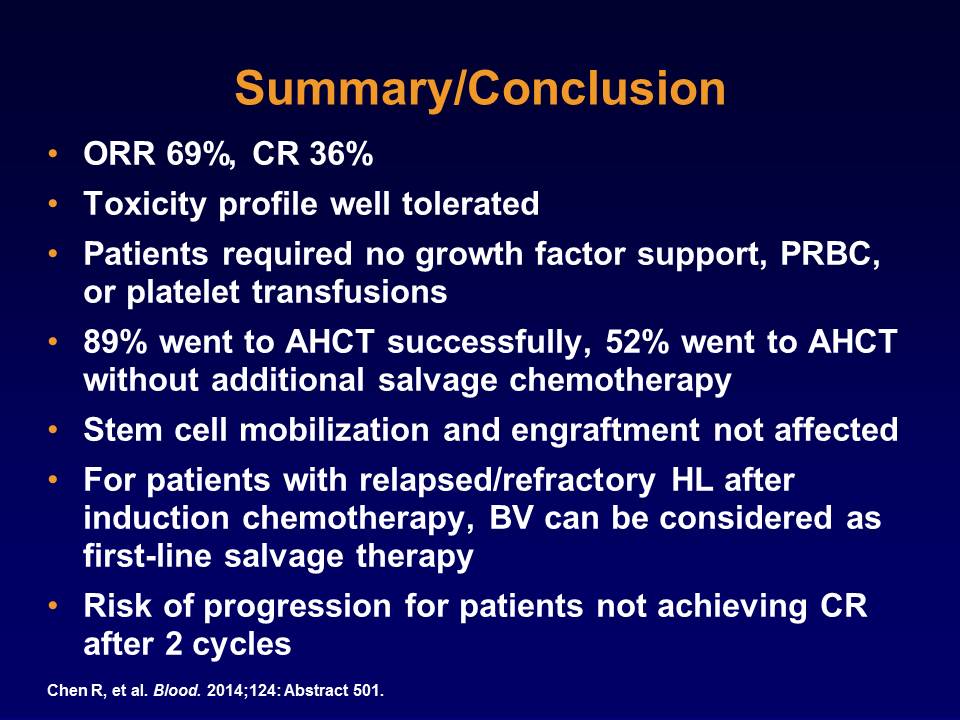 Summary/Conclusion
• ORR 69%, CR 36%
• Toxicity profile well tolerated
• Patients required no growth factor support, PRBC,
or platelet transfusions
• 89% went to AHCT successfully, 52% went to AHCT
without additional salvage chemotherapy
• Stem cell mobilization and engraftment not affected
• For patients with relapsed/refractory HL after
induction chemotherapy, BV can be considered as
first-line salvage therapy
• Risk of progression for patients not achieving CR
after 2 cycles
Chen R, et al. Blood. 2014;124: Abstract 501.